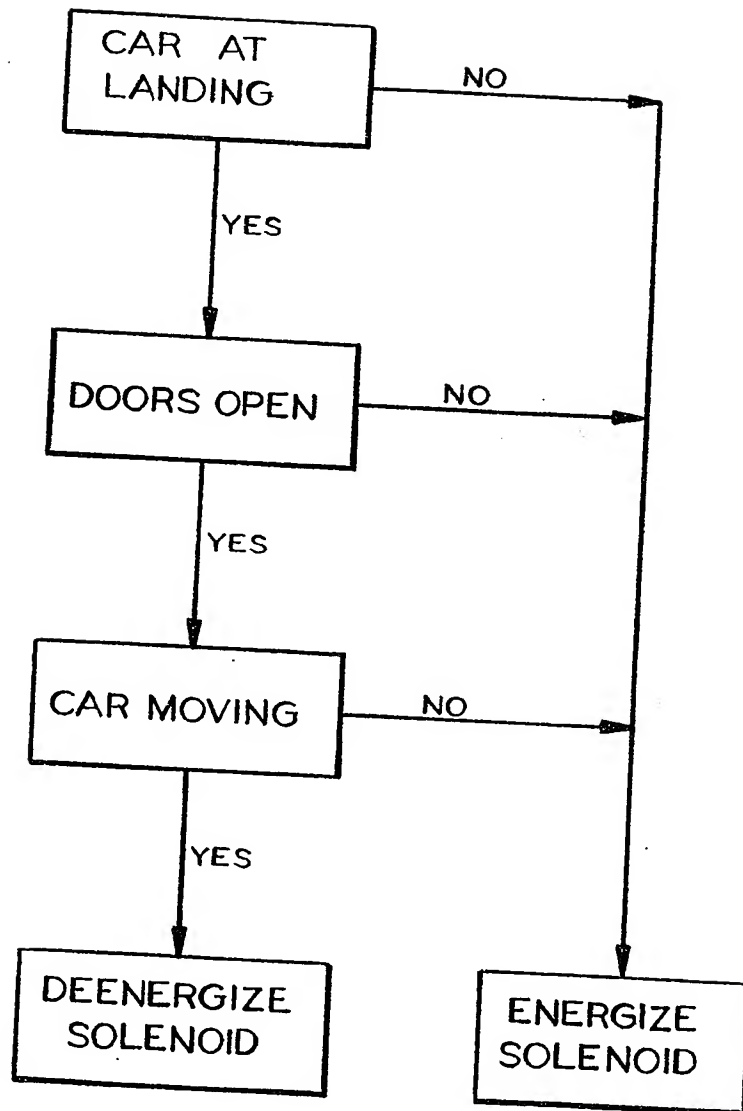 CAR AT
LANDING
NO
YES
DOORS OPEN
NO
YES
CAR MOVING
NO
YES
DEENERGIZE
SOLENOID
ENERGIZE
SOLENOID